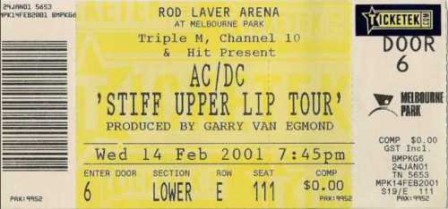 24JAN01 5653
MPK14FEB2001 BMPKG6
ROD LAVER ARENA
AT MELBOURNE PARK
Triple M, Channel 10
& Hit Present
AC/DC
'STIFF UPPER LIP TOUR'
PRODUCED BY GARRY VAN EGMOND
Wed 14 Feb 2001 7:45pm
ENTER DOOR SECTION ROW SEAT COMP
6 LOWER E 111 $0.00
PAX: 9952
PAX: 9952
TICKETEK
COM
DOOR
6
MELBOURNE
PARK
COMP $0.00
GST Incl.
BMPKG6
24JAN01
TN 5653
MPK14FEB2001
S19/E 111
PAX: 9952